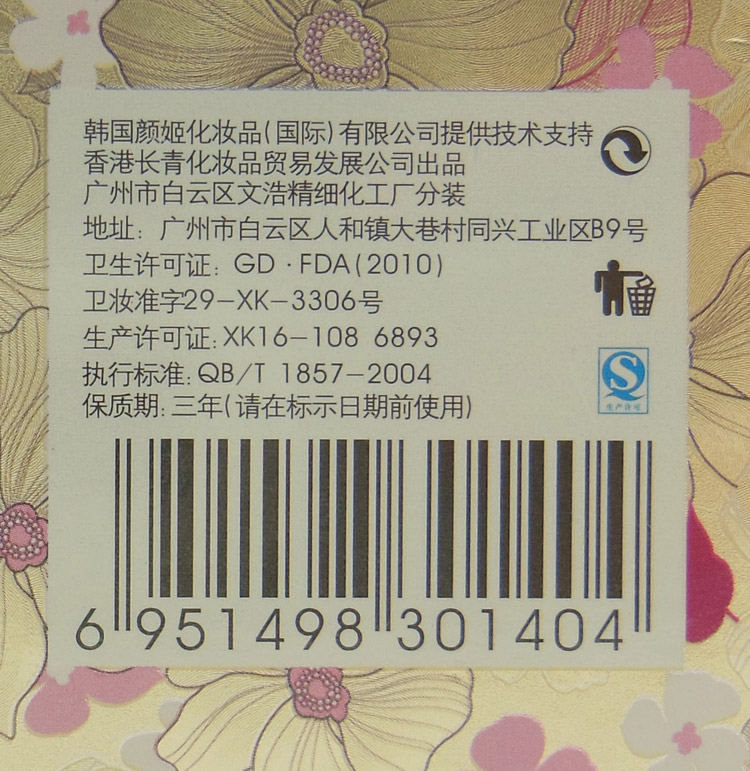 韩国颜姬化妆品(国际)有限公司提供技术支持
香港长青化妆品贸易发展公司出品
广州市白云区文浩精细化工厂分装
地址：广州市白云区人和镇大巷村同兴工业区B9号
卫生许可证：GD·FDA(2010)
卫妆准字29-XK-3306号
生产许可证：XK16-108 6893
执行标准：QB/T 1857-2004
生产许可
保质期：三年(请在标示日期前使用)
6 951498 301404